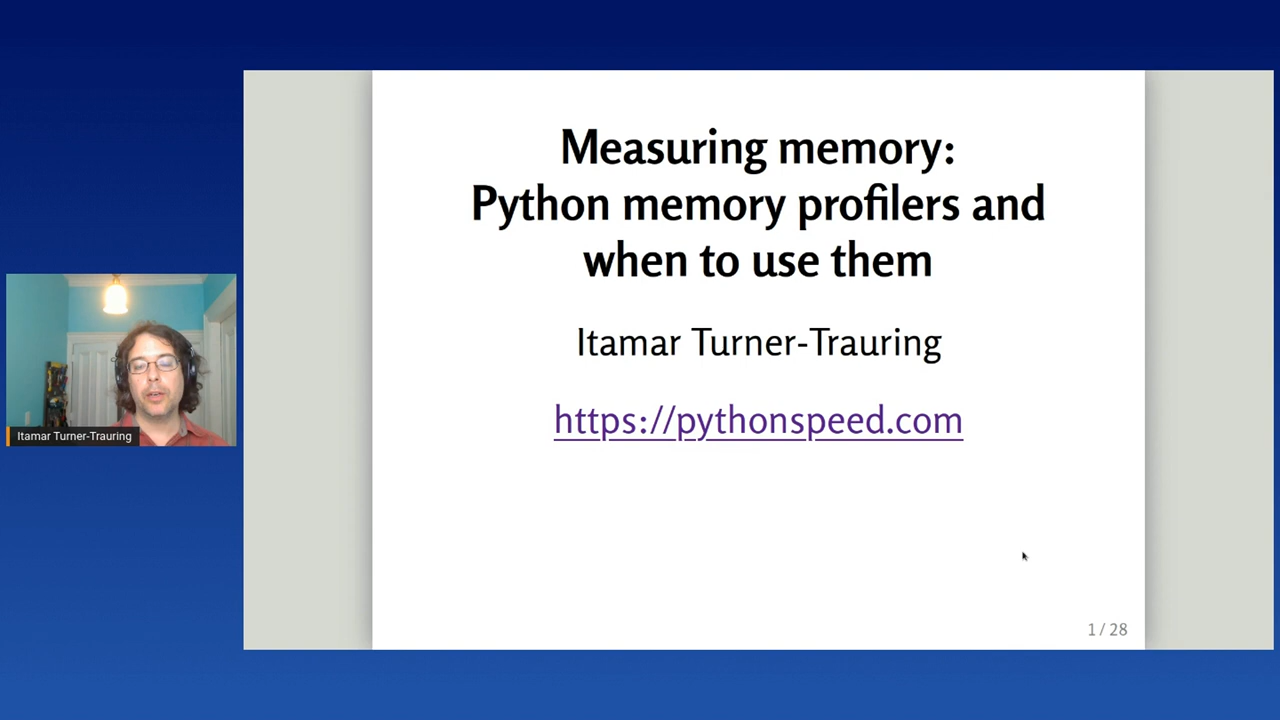 Measuring memory:
Python memory profilers and
when to use them
Itamar Turner-Trauring
https://pythonspeed.com
Itamar Turner-Trauring
1 / 28